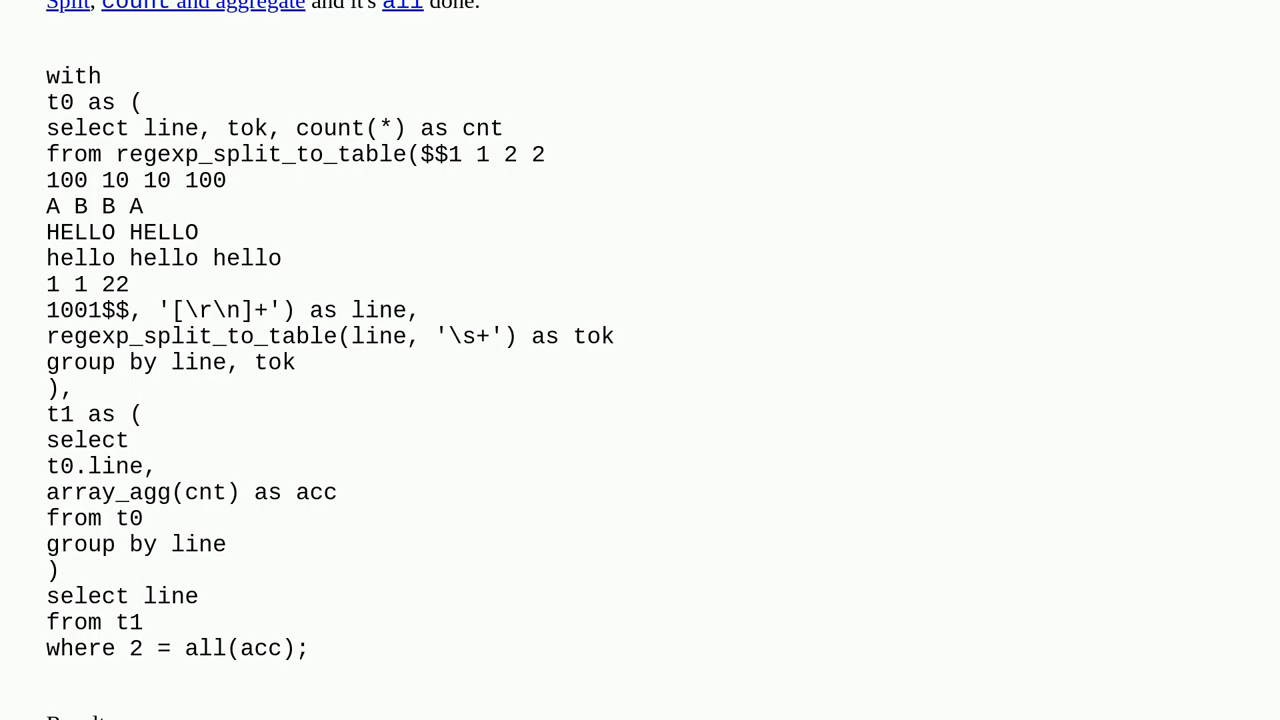 Split, count and aggregate and it's all done.
with
t0 as (
select line, tok, count(*) as cnt
from regexp_split_to_table($$1 1 2 2
100 10 10 100
A B B A
HELLO HELLO
hello hello hello
1 1 22
1001$$, '[\r\n]+') as line,
regexp_split_to_table(line, '\s+') as tok
group by line, tok
),
t1 as (
select
t0.line,
array_agg(cnt) as acc
from t0
group by line
)
select line
from t1
where 2 = all(acc);